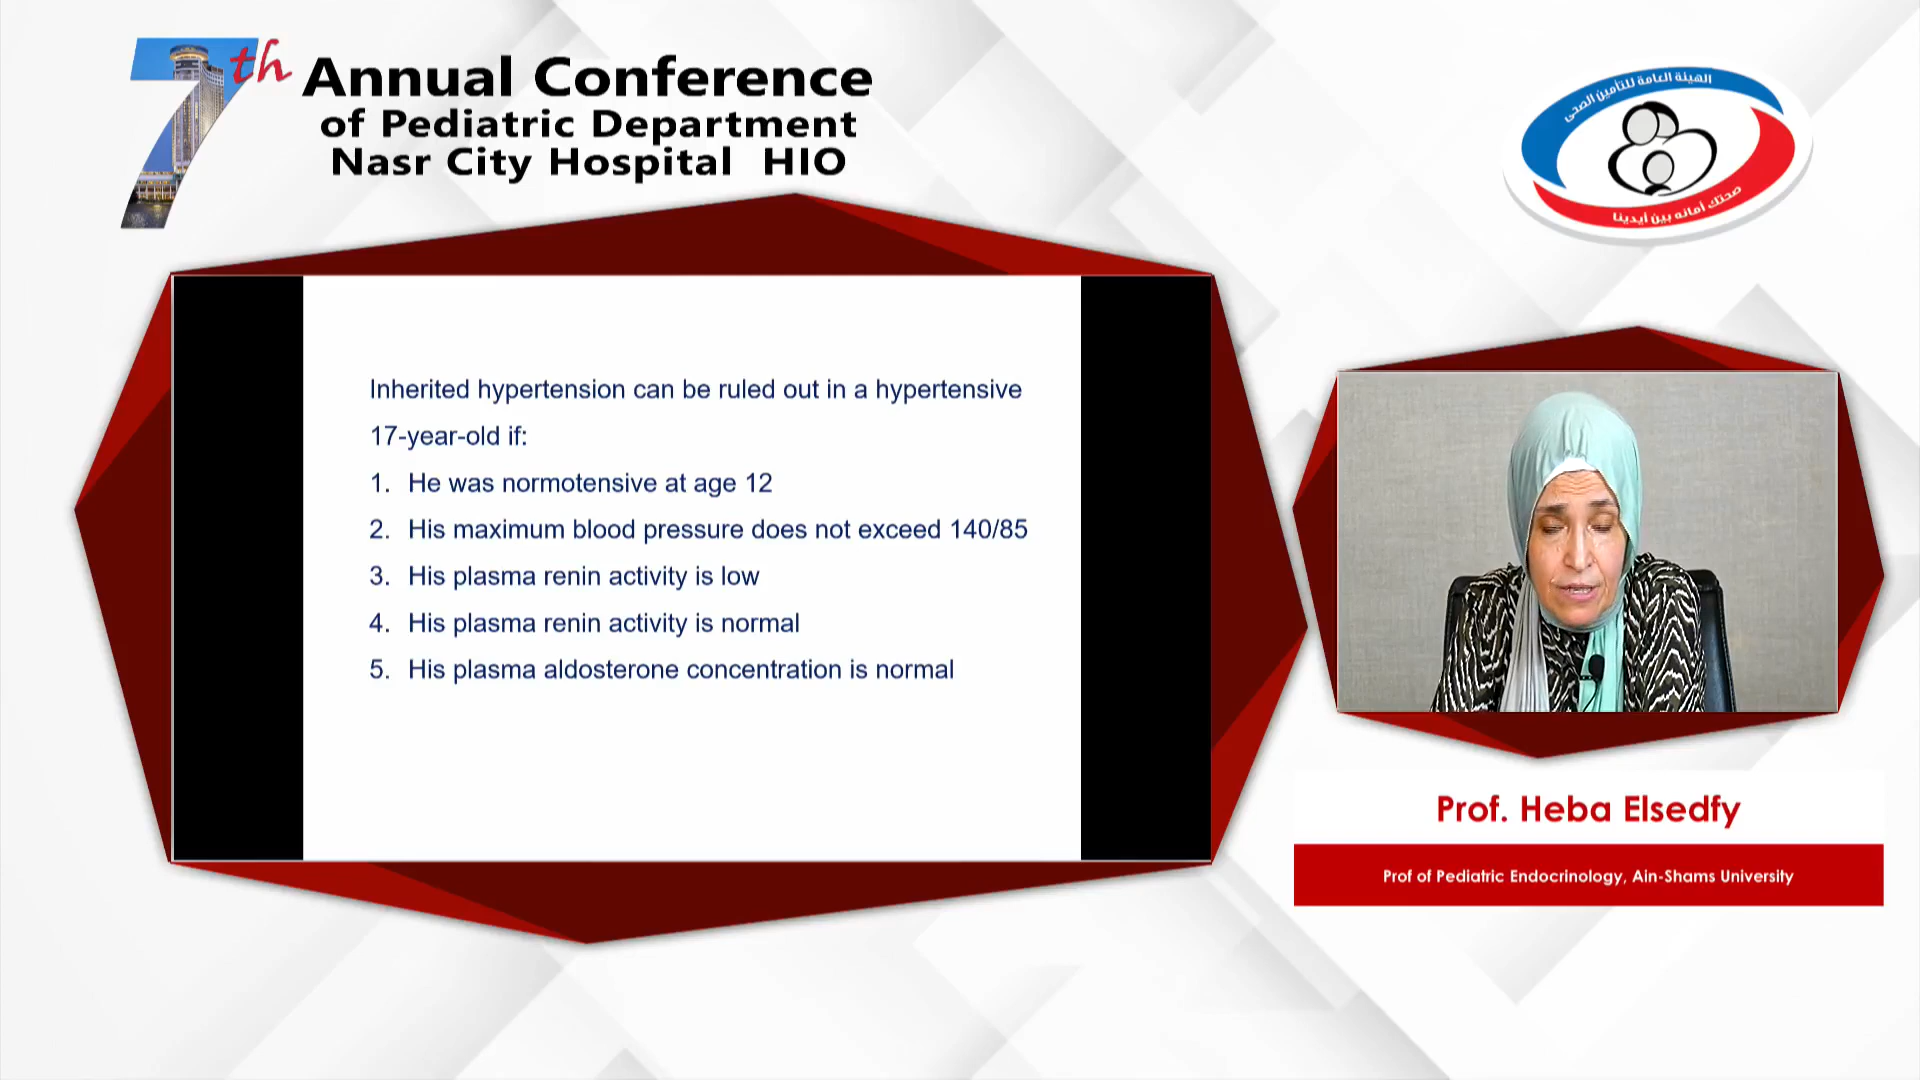 7th Annual Conference
of Pediatric Department
Nasr City Hospital HIO
الهيئة العامة للتأمين الصحى
صحتك أمانه بين أيدينا
Inherited hypertension can be ruled out in a hypertensive
17-year-old if:
1. He was normotensive at age 12
2. His maximum blood pressure does not exceed 140/85
3. His plasma renin activity is low
4. His plasma renin activity is normal
5. His plasma aldosterone concentration is normal
Prof. Heba Elsedfy
Prof of Pediatric Endocrinology, Ain-Shams University